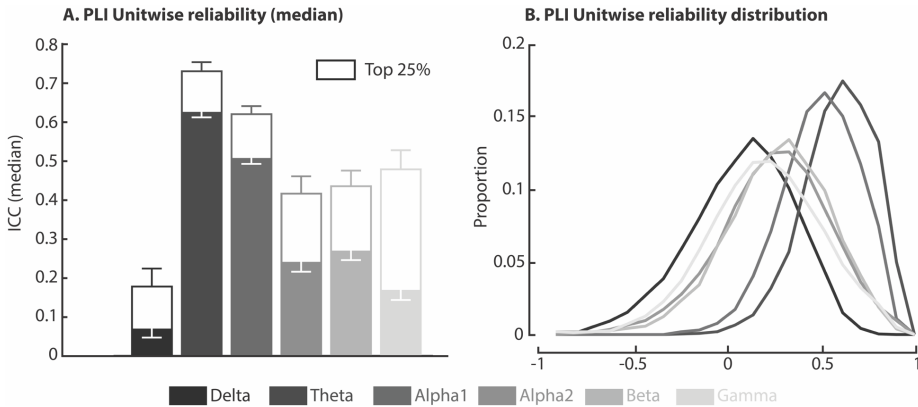 A. PLI Unitwise reliability (median)
0.8
0.7
0.6
0.5
0.4
0.3
0.2
0.1
0
ICC (median)
Top 25%
B. PLI Unitwise reliability distribution
0.2
0.15
0.1
0.05
0
Proportion
-1 -0.5 0 0.5 1
Delta Theta Alpha1 Alpha2 Beta Gamma